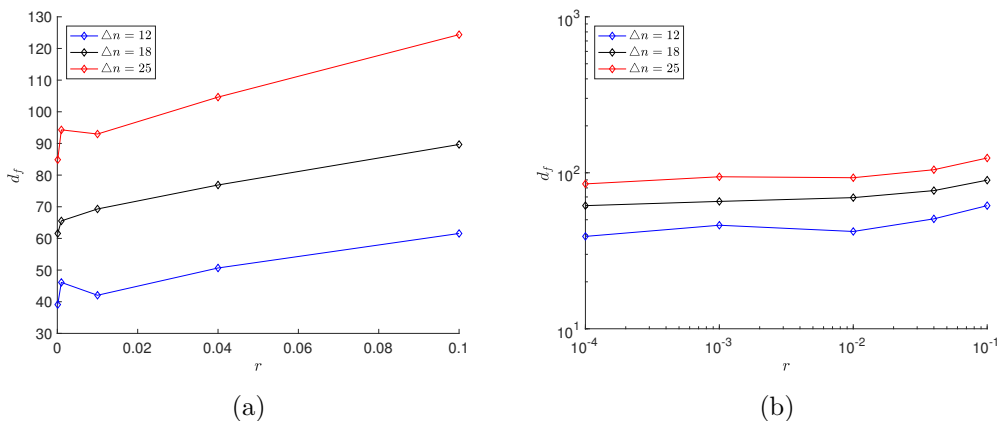 130
120
110
100
90
80
70
60
50
40
30
d_f
0
0.02
0.04
0.06
0.08
0.1
r
△n = 12
△n = 18
△n = 25
(a)
10^3
10^2
10^1
d_f
10^-4
10^-3
10^-2
10^-1
r
△n = 12
△n = 18
△n = 25
(b)